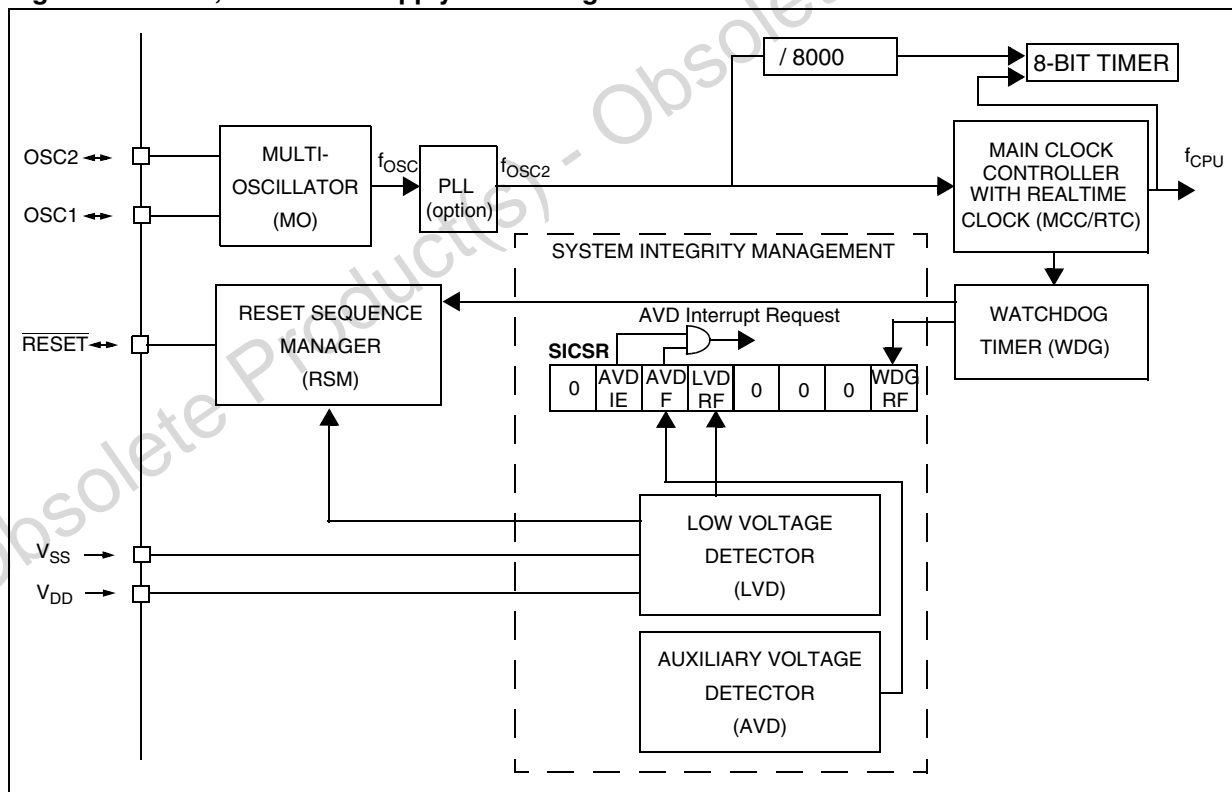 / 8000
8-BIT TIMER
OSC2
OSC1
MULTI-
OSCILLATOR
(MO)
fOSC
PLL
(option)
fOSC2
MAIN CLOCK
CONTROLLER
WITH REALTIME
CLOCK (MCC/RTC)
fCPU
SYSTEM INTEGRITY MANAGEMENT
RESET
RESET SEQUENCE
MANAGER
(RSM)
AVD Interrupt Request
WATCHDOG
TIMER (WDG)
SICSR
0
AVD
IE
AVD
F
LVD
RF
0
0
0
WDG
RF
LOW VOLTAGE
DETECTOR
(LVD)
VSS
VDD
AUXILIARY VOLTAGE
DETECTOR
(AVD)
Obsolete Product(s) - Obsole